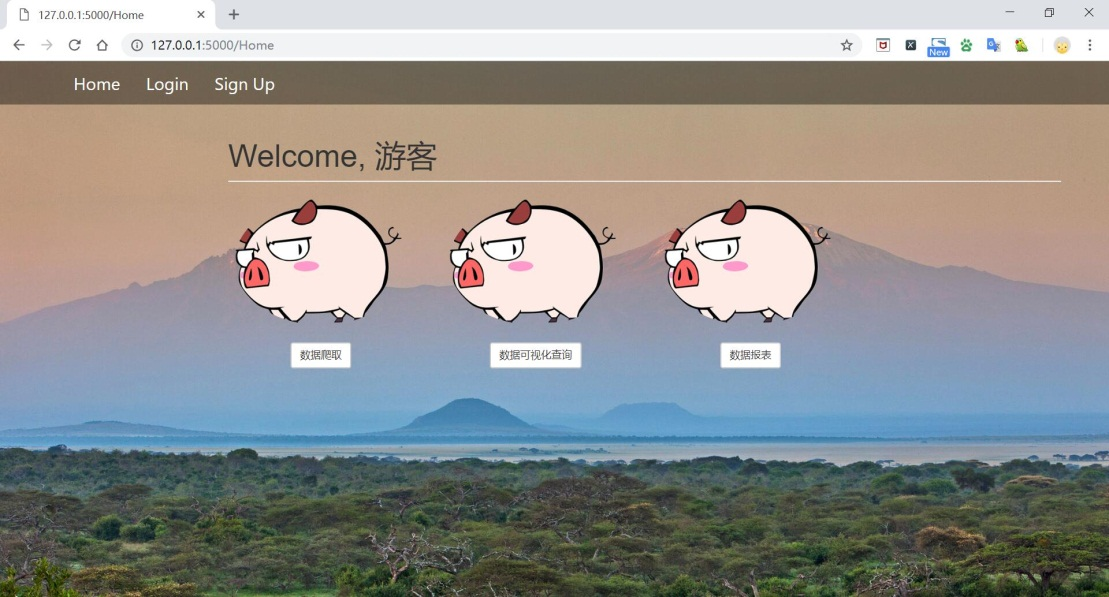 127.0.0.1:5000/Home
127.0.0.1:5000/Home
New
Home Login Sign Up
Welcome, 游客
数据爬取 数据可视化查询 数据报表